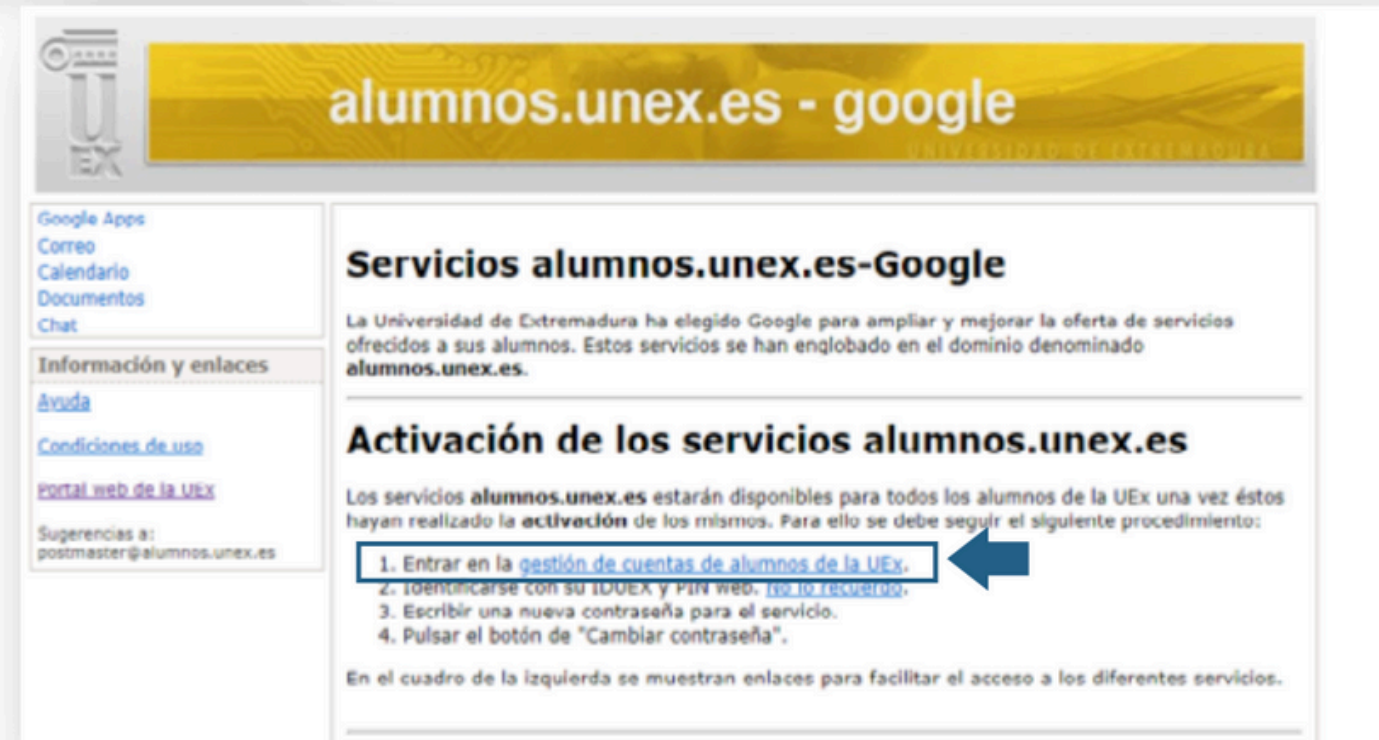 UEX
alumnos.unex.es - google
UNIVERSIDAD DE EXTREMADURA
Google Apps
Correo
Calendario
Documentos
Chat
Información y enlaces
Ayuda
Condiciones de uso
Portal web de la UEx
Sugerencias a:
postmaster@alumnos.unex.es
Servicios alumnos.unex.es-Google
La Universidad de Extremadura ha elegido Google para ampliar y mejorar la oferta de servicios
ofrecidos a sus alumnos. Estos servicios se han englobado en el dominio denominado
alumnos.unex.es.
Activación de los servicios alumnos.unex.es
Los servicios alumnos.unex.es estarán disponibles para todos los alumnos de la UEx una vez éstos
hayan realizado la activación de los mismos. Para ello se debe seguir el siguiente procedimiento:
1. Entrar en la gestión de cuentas de alumnos de la UEx.
2. Identificarse con su IDUEX y PIN web. No lo recuerdo.
3. Escribir una nueva contraseña para el servicio.
4. Pulsar el botón de "Cambiar contraseña".
En el cuadro de la izquierda se muestran enlaces para facilitar el acceso a los diferentes servicios.